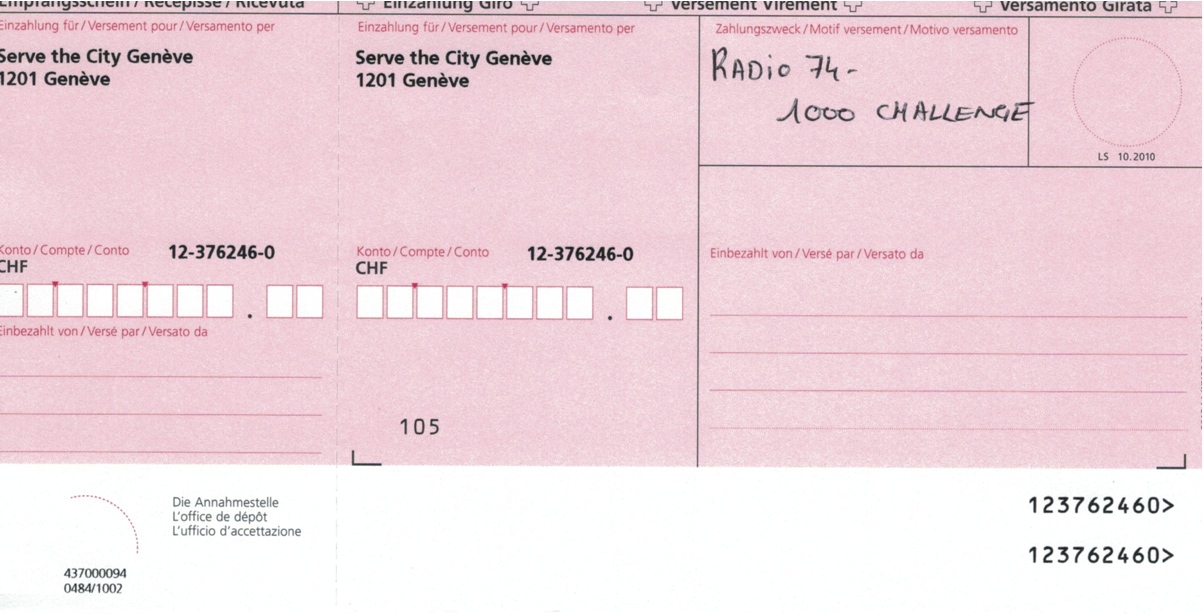 Empfangsschein / Récépissé / Ricevuta
Einzahlung Giro
Versement Virement
Versamento Girata
Einzahlung für / Versement pour / Versamento per
Serve the City Genève
1201 Genève
Konto / Compte / Conto 12-376246-0
CHF
.
Einbezahlt von / Versé par / Versato da
Die Annahmestelle
L'office de dépôt
L'ufficio d'accettazione
437000094
0484/1002
Einzahlung für / Versement pour / Versamento per
Serve the City Genève
1201 Genève
Konto / Compte / Conto 12-376246-0
CHF
.
105
Zahlungszweck / Motif versement / Motivo versamento
RADIO 74-
1000 CHALLENGE
LS 10.2010
Einbezahlt von / Versé par / Versato da
123762460>
123762460>